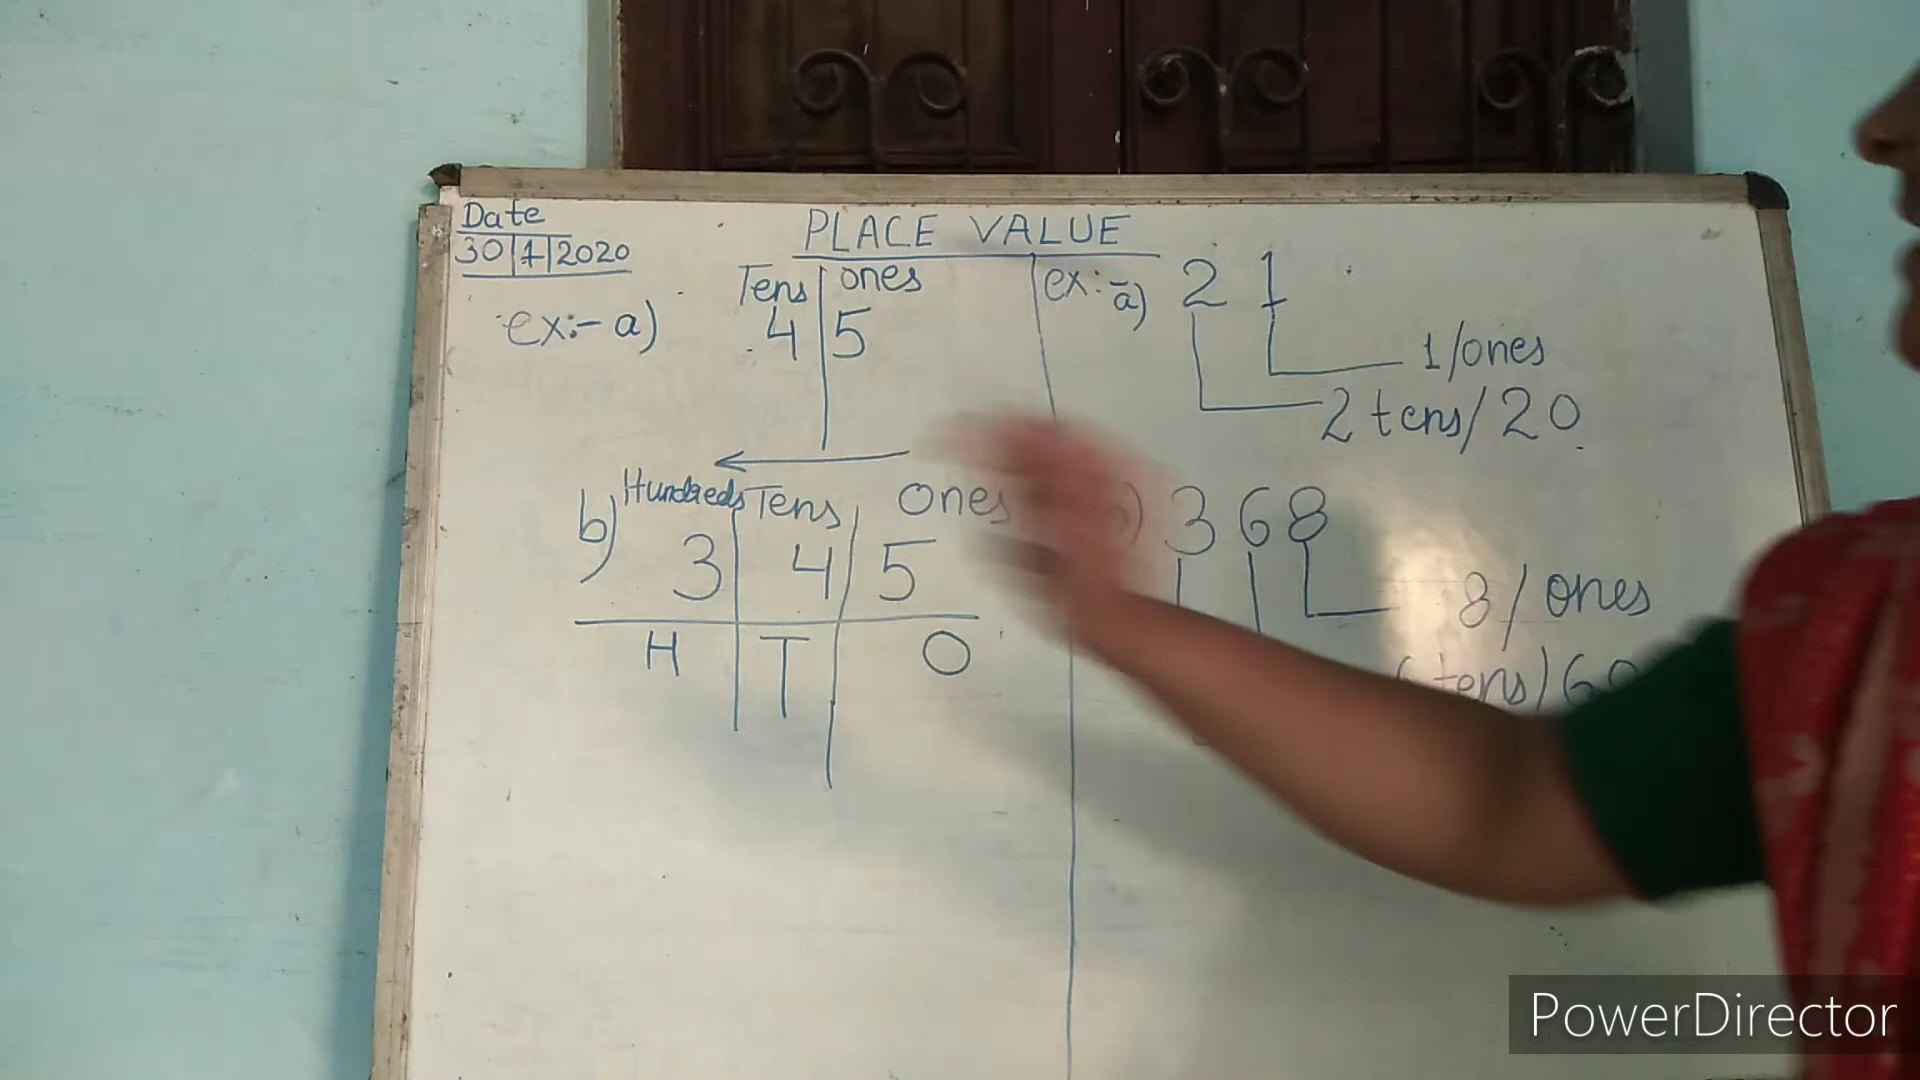 Date
30/7/2020
PLACE VALUE
ex:- a)
Tens ones
4 5
b)
Hundreds Tens Ones
3 4 5
H T O
ex:- a) 2 1
1/ones
2 tens/20
3 6 8
8/ones
tens/60
PowerDirector